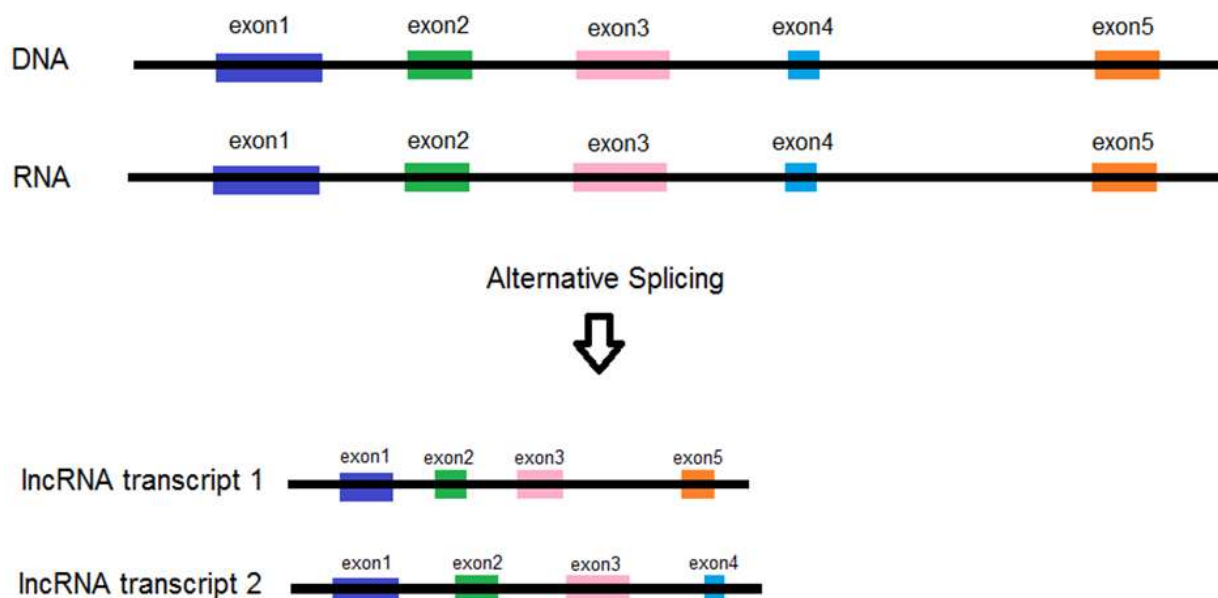 exon1 exon2 exon3 exon4 exon5
DNA
exon1 exon2 exon3 exon4 exon5
RNA
Alternative Splicing
exon1 exon2 exon3 exon5
lncRNA transcript 1
exon1 exon2 exon3 exon4
lncRNA transcript 2